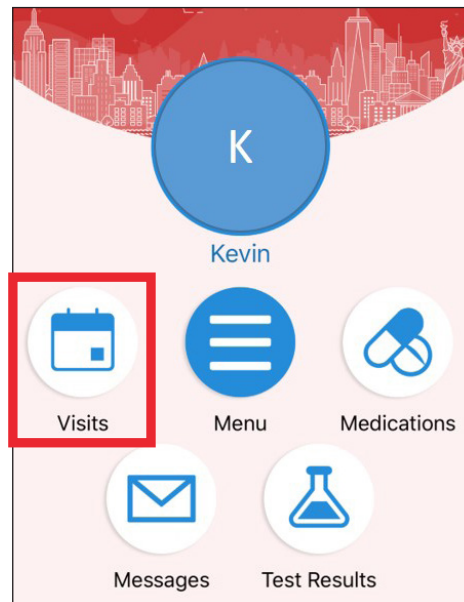 K
Kevin
Visits
Menu
Medications
Messages
Test Results